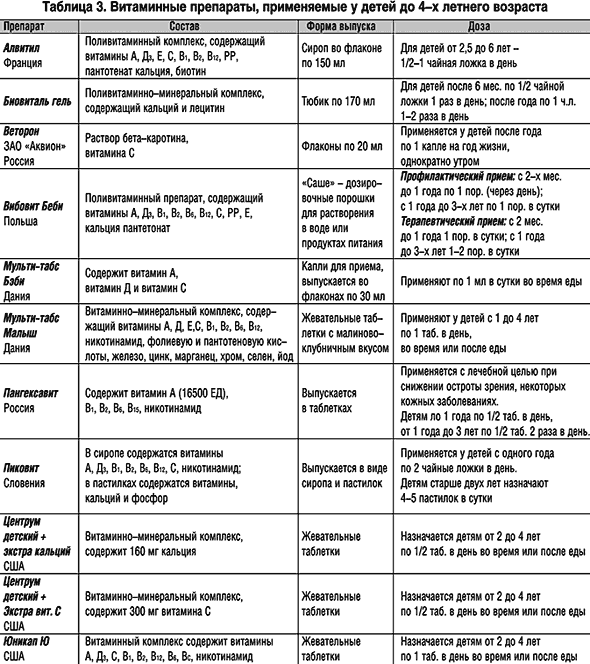 Таблица 3. Витаминные препараты, применяемые у детей до 4–х летнего возраста
Препарат
Состав
Форма выпуска
Доза
Алвитил
Франция
Поливитаминный комплекс, содержащий
витамины А, Д3, Е, С, В1, В2, В12, РР,
пантотенат кальция, биотин
Сироп во флаконе
по 150 мл
Для детей от 2,5 до 6 лет –
1/2–1 чайная ложка в день
Биовиталь гель
Поливитаминно–минеральный комплекс,
содержащий кальций и лецитин
Тюбик по 170 мл
Для детей после 6 мес. по 1/2 чайной
ложки 1 раз в день; после года по 1 ч.л.
1–2 раза в день
Веторон
ЗАО «Аквион»
Россия
Раствор бета–каротина,
витамина С
Флаконы по 20 мл
Применяется у детей после года
по 1 капле на год жизни,
однократно утром
Вибовит Беби
Польша
Поливитаминный препарат, содержащий
витамины А, Д3, В1, В2, В6, В12, С, РР, Е,
кальция пантетонат
«Саше» – дозиро-
вочные порошки
для растворения
в воде или
продуктах питания
Профилактический прием: с 2–х мес.
до 1 года по 1 пор. (через день);
с 1 года до 3–х лет по 1 пор. в сутки
Терапевтический прием: с 2 мес.
до 1 года 1 пор. в сутки; с 1 года
до 3–х лет 1–2 пор. в сутки
Мульти–табс
Бэби
Дания
Содержит витамин А,
витамин Д и витамин С
Капли для приема,
выпускается во
флаконах по 30 мл
Применяют по 1 мл в сутки во время еды
Мульти–табс
Малыш
Дания
Витаминно–минеральный комплекс, содер-
жащий витамины А, Д, Е,С, В1, В2, В6, В12,
никотинамид, фолиевую и пантотеновую кис-
лоты, железо, цинк, марганец, хром, селен, йод
Жевательные таб-
летки с малиново–
клубничным вкусом
Применяют у детей с 1 до 4 лет
по 1 таб. в день,
во время или после еды
Пангексавит
Россия
Содержит витамин А (16500 ЕД),
В1, В2, В6, В15, никотинамид
Выпускается
в таблетках
Применяется с лечебной целью при
снижении остроты зрения, некоторых
кожных заболеваниях.
Детям ло 1 года по 1/2 таб. в день,
от 1 года до 3 лет по 1/2 таб. 2 раза в день.
Пиковит
Словения
В сиропе содержатся витамины
А, Д3, В1, В2, В6, В12, С, никотинамид;
в пастилках содержатся витамины,
кальций и фосфор
Выпускается в виде
сиропа и пастилок
Применяется у детей с одного года
по 2 чайные ложки в день.
Детям старше двух лет назначают
4–5 пастилок в сутки
Центрум
детский +
экстра кальций
США
Витаминно–минеральный комплекс,
содержит 160 мг кальция
Жевательные
таблетки
Назначается детям от 2 до 4 лет
по 1/2 таб. в день во время или после еды
Центрум
детский +
Экстра вит. С
США
Витаминно–минеральный комплекс,
содержит 300 мг витамина С
Жевательные
таблетки
Назначается детям от 2 до 4 лет
по 1/2 таб. в день во время или после еды
Юникап Ю
США
Витаминный комплекс содержит витамины
А, Д3, С, В1, В2, В12, В6, Вс, никотинамид
Жевательные
таблетки
Назначается детям от 2 до 4 лет
по 1 таб. в день во время или после еды